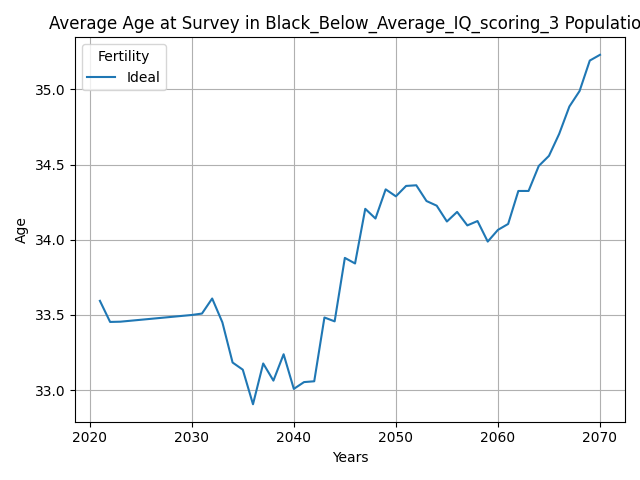 Average Age at Survey in Black_Below_Average_IQ_scoring_3 Populatio
Fertility
Ideal
35.0
34.5
34.0
33.5
33.0
Age
2020 2030 2040 2050 2060 2070
Years